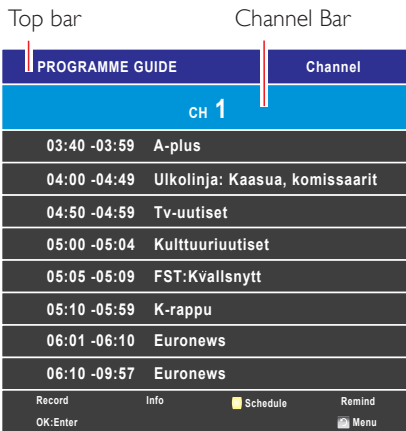 Top bar Channel Bar
PROGRAMME GUIDE Channel
CH 1
03:40 -03:59 A-plus
04:00 -04:49 Ulkolinja: Kaasua, komissaarit
04:50 -04:59 Tv-uutiset
05:00 -05:04 Kulttuuriuutiset
05:05 -05:09 FST:Kvällsnytt
05:10 -05:59 K-rappu
06:01 -06:10 Euronews
06:10 -09:57 Euronews
Record Info Schedule Remind
OK:Enter Menu